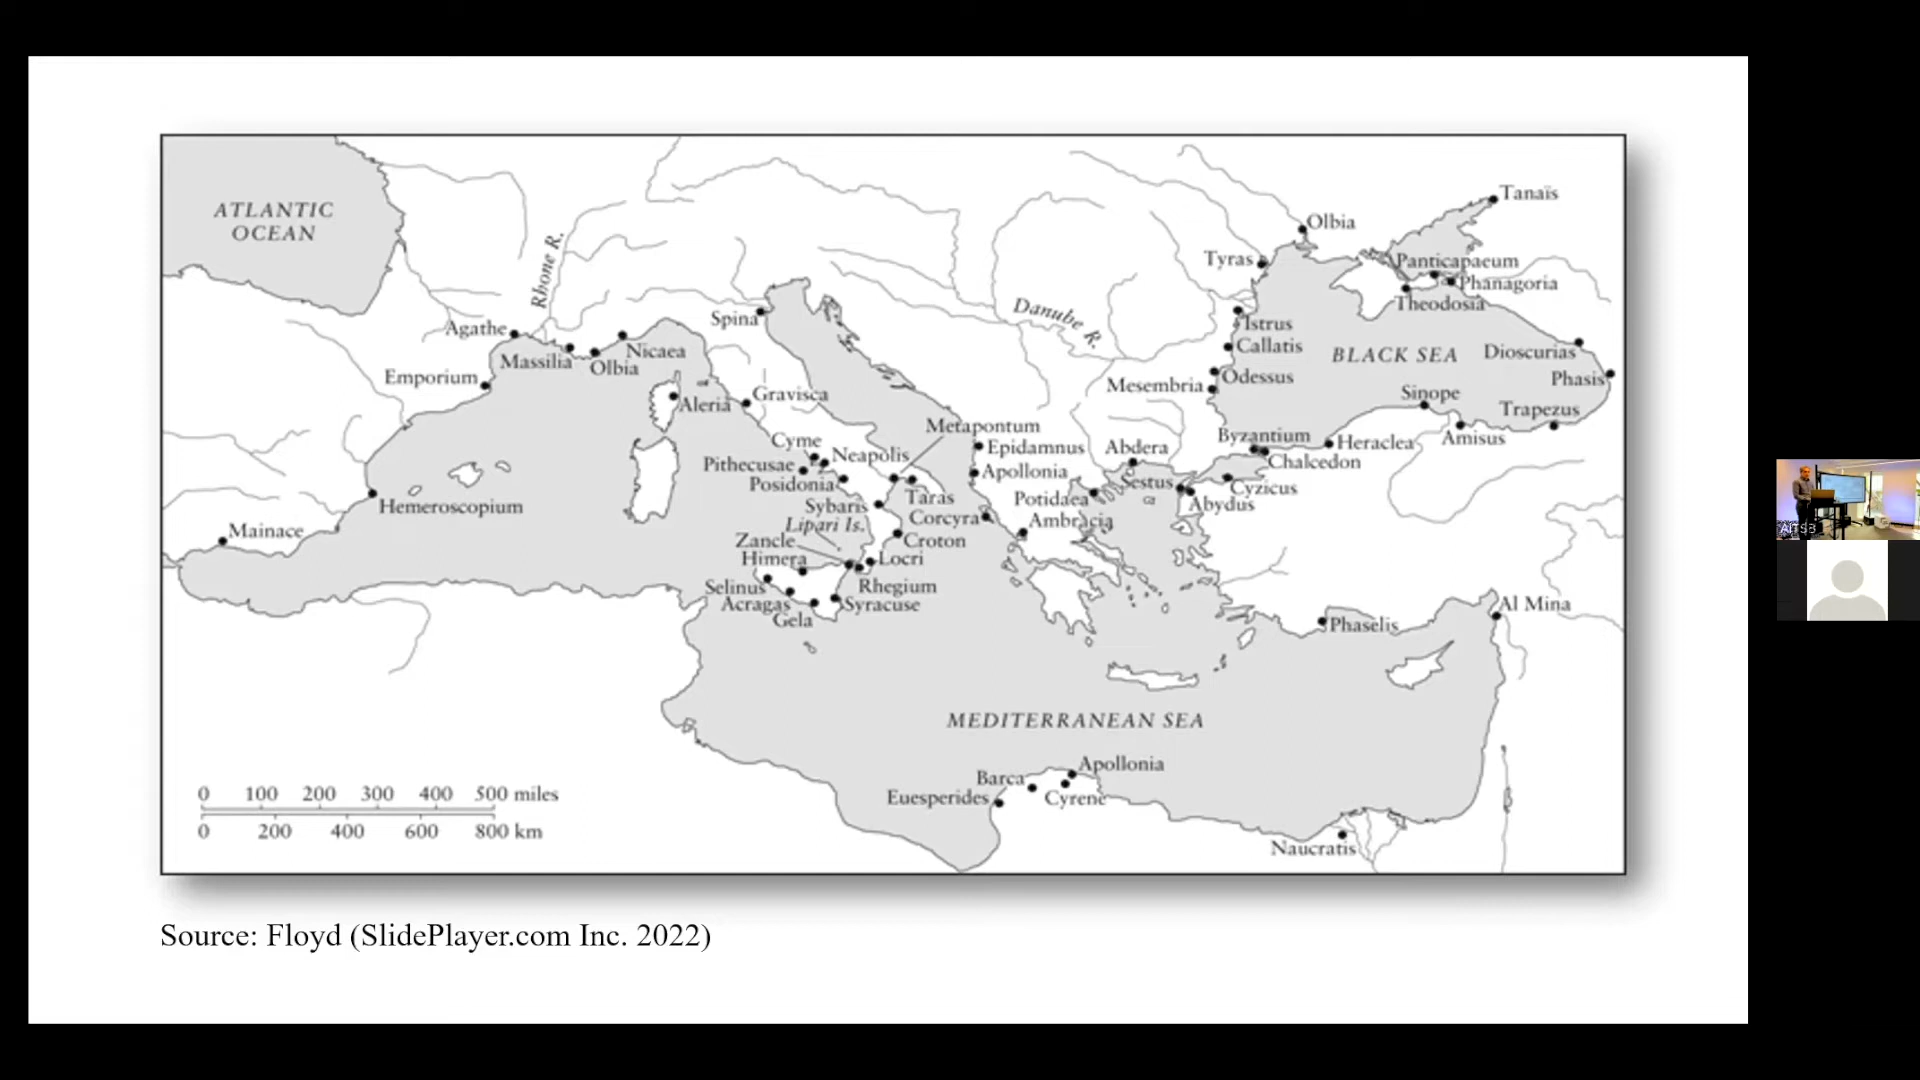 ATLANTIC
OCEAN
Rhone R.
Danube R.
Tanaïs
Olbia
Tyras
Panticapaeum
Phanagoria
Theodosia
Istrus
Callatis
BLACK SEA
Dioscurias
Odessus
Mesembria
Phasis
Sinope
Trapezus
Amisus
Heraclea
Byzantium
Chalcedon
Agathe
Massilia
Olbia
Nicaea
Spina
Emporium
Aleria
Gravisca
Metapontum
Epidamnus
Abdera
Cyme
Neapolis
Pithecusae
Posidonia
Apollonia
Sestus
Cyzicus
Abydus
Potidaea
Taras
Sybaris
Corcyra
Ambracia
Lipari Is.
Croton
Hemeroscopium
Mainace
Zancle
Himera
Locri
Selinus
Rhegium
Acragas
Syracuse
Gela
Phaselis
Al Mina
MEDITERRANEAN SEA
Apollonia
Barca
Euesperides
Cyrene
Naucratis
0 100 200 300 400 500 miles
0 200 400 600 800 km
Source: Floyd (SlidePlayer.com Inc. 2022)